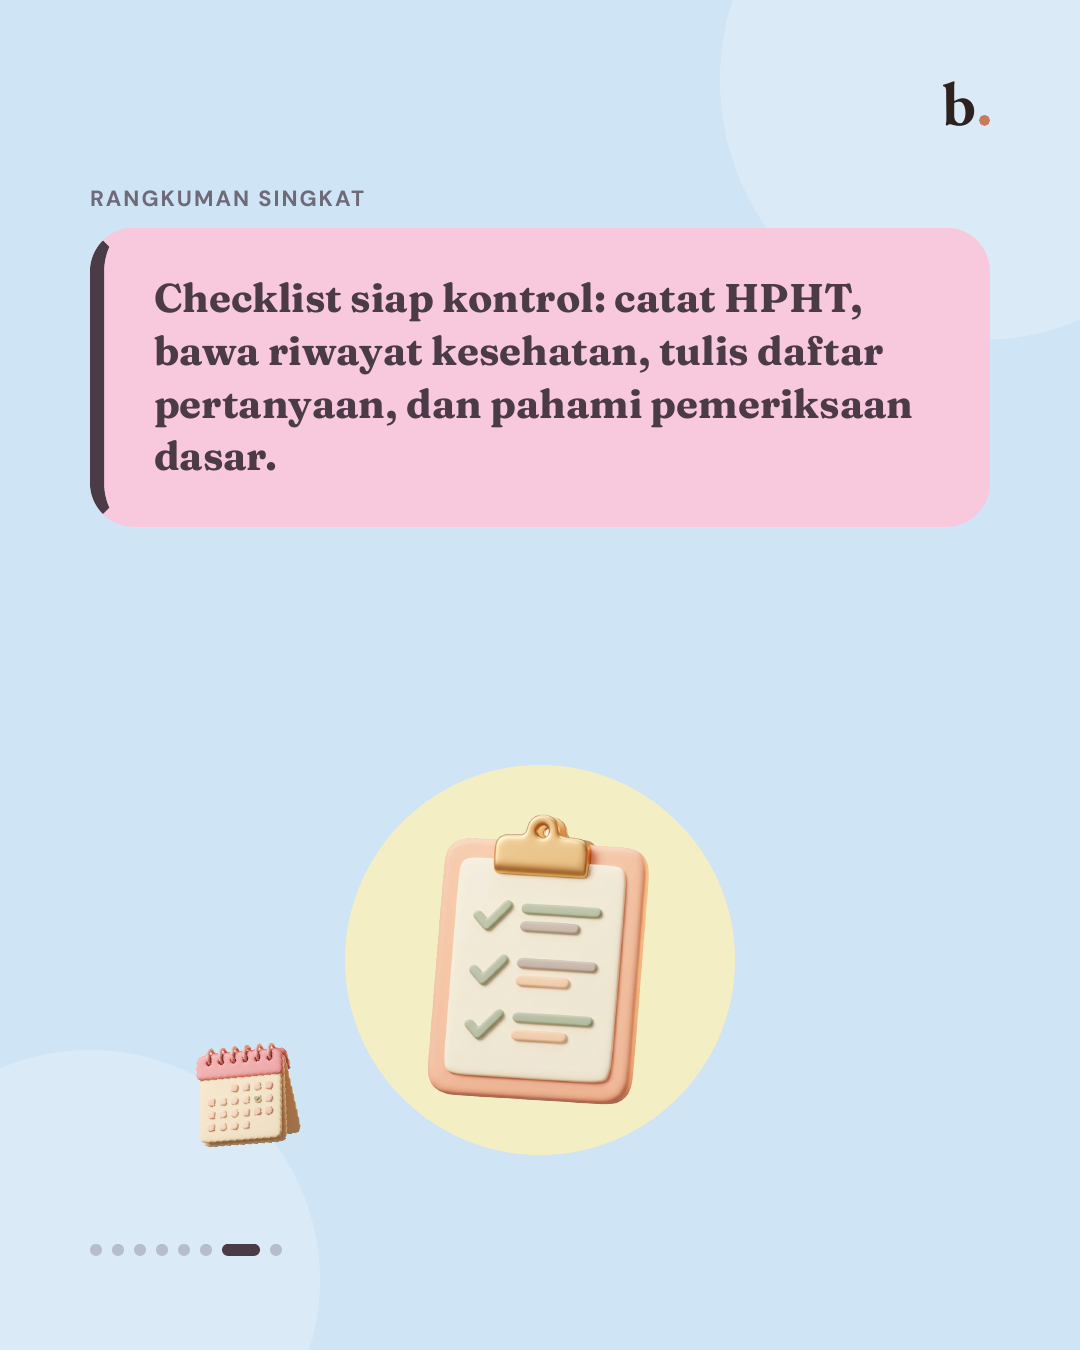 b.
RANGKUMAN SINGKAT
Checklist siap kontrol: catat HPHT,
bawa riwayat kesehatan, tulis daftar
pertanyaan, dan pahami pemeriksaan
dasar.